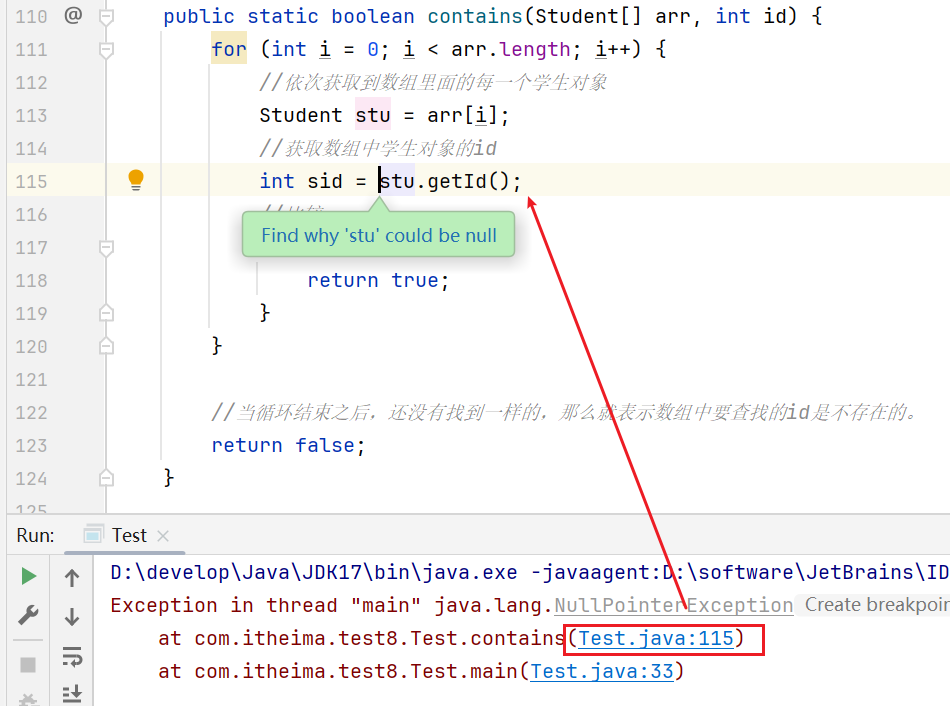 110 @ public static boolean contains(Student[] arr, int id) {
111 for (int i = 0; i < arr.length; i++) {
112 //依次获取到数组里面的每一个学生对象
113 Student stu = arr[i];
114 //获取数组中学生对象的id
115 int sid = stu.getId();
116
Find why 'stu' could be null
117
118 return true;
119 }
120 }
121
122 //当循环结束之后，还没有找到一样的，那么就表示数组中要查找的id是不存在的。
123 return false;
124 }
125
Run: Test
D:\develop\Java\JDK17\bin\java.exe -javaagent:D:\software\JetBrains\ID
Exception in thread "main" java.lang.NullPointerException Create breakpoin
at com.itheima.test8.Test.contains(Test.java:115)
at com.itheima.test8.Test.main(Test.java:33)